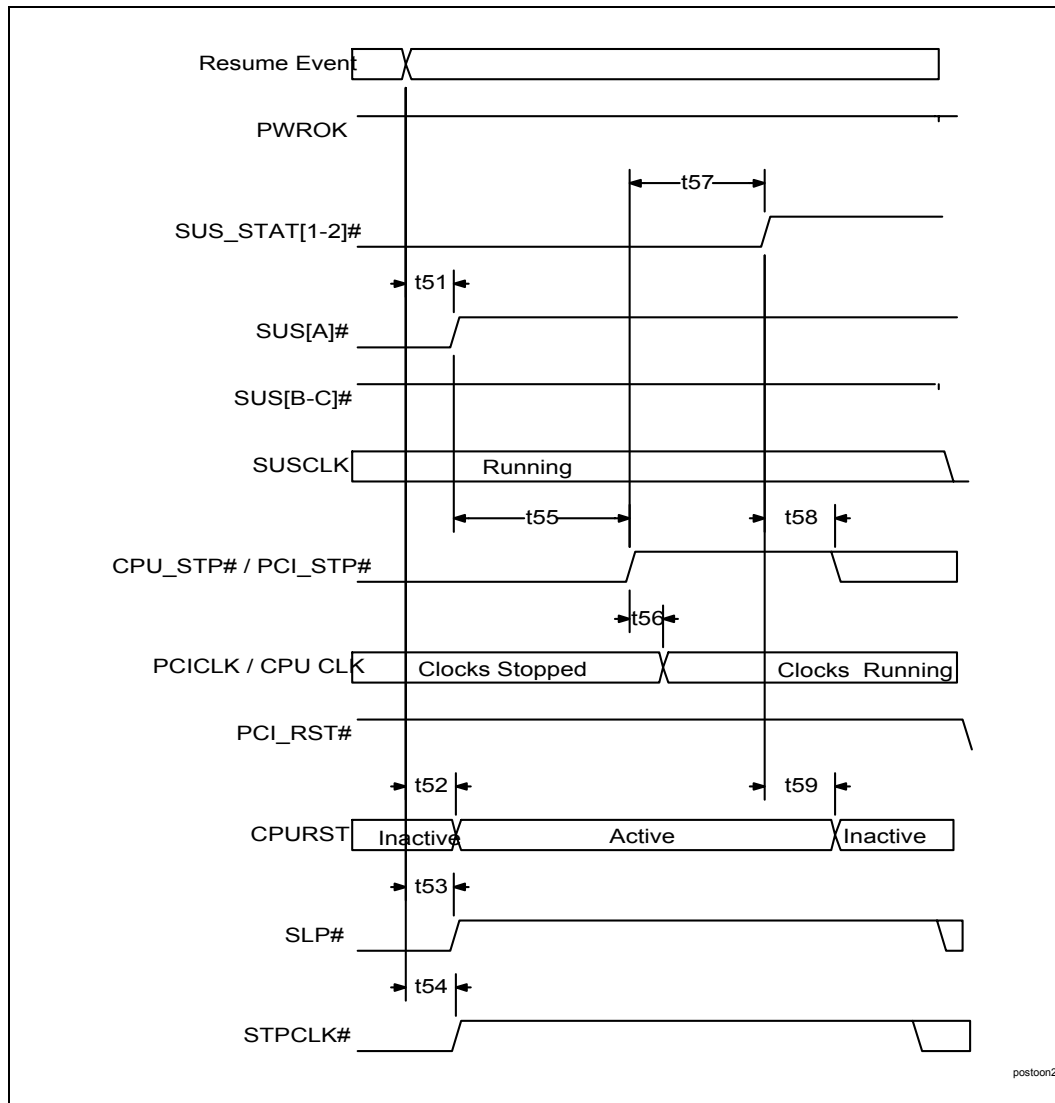 Resume Event
PWROK
t57
SUS_STAT[1-2]#
t51
SUS[A]#
SUS[B-C]#
SUSCLK
Running
t55
t58
CPU_STP# / PCI_STP#
t56
PCICLK / CPU CLK
Clocks Stopped
Clocks Running
PCI_RST#
t52
t59
CPURST
Inactive
Active
Inactive
t53
SLP#
t54
STPCLK#
postoon2